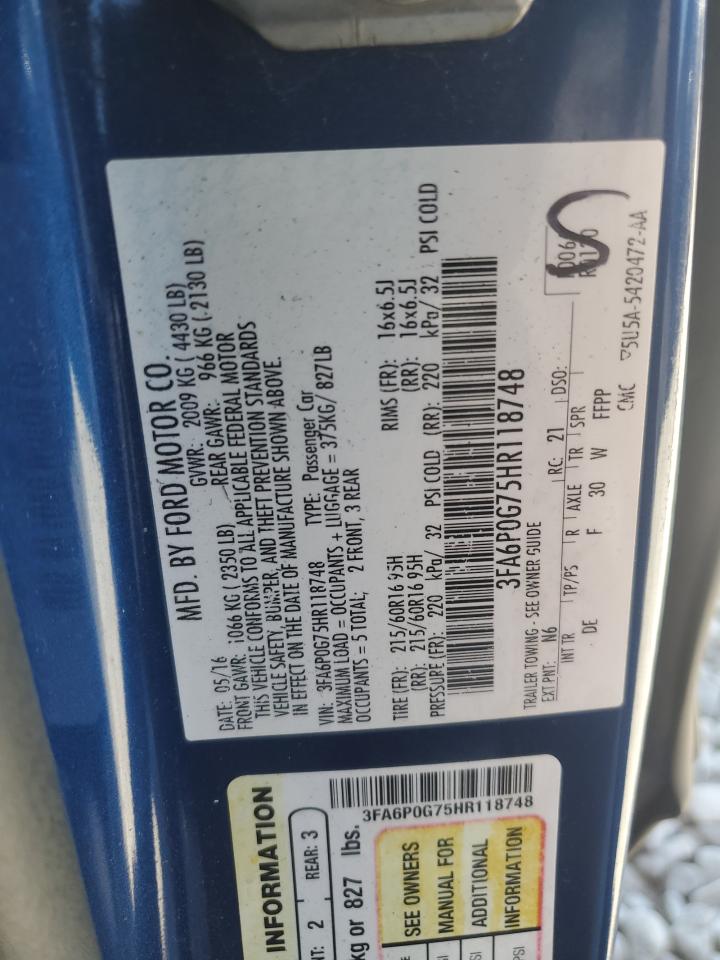 MFD. BY FORD MOTOR CO.
DATE: 05/16 GVWR: 2009 KG ( 4430 LB)
FRONT GAWR: 1066 KG ( 2350 LB) REAR GAWR: 966 KG ( 2130 LB)
THIS VEHICLE CONFORMS TO ALL APPLICABLE FEDERAL MOTOR
VEHICLE SAFETY, BUMPER, AND THEFT PREVENTION STANDARDS
IN EFFECT ON THE DATE OF MANUFACTURE SHOWN ABOVE.
VIN: 3FA6P0G75HR118748 TYPE: Passenger Car
MAXIMUM LOAD = OCCUPANTS + LUGGAGE = 375KG/ 827LB
OCCUPANTS = 5 TOTAL; 2 FRONT, 3 REAR
TIRE (FR): 215/60R16 95H RIMS (FR): 16x6.5J
(RR): 215/60R16 95H (RR): 16x6.5J
PRESSURE (FR): 220 kPa/ 32 PSI COLD (RR): 220 kPa/ 32 PSI COLD
3FA6P0G75HR118748
TRAILER TOWING - SEE OWNER GUIDE
EXT PNT: N6 RC: 21 DSO:
INT TR TP/PS R AXLE TR SPR
DE F 30 W FFPP
CMC 5U5A-5420472-AA
INFORMATION
2 REAR: 3
kg or 827 lbs.
3FA6P0G75HR118748
SEE OWNERS
MANUAL FOR
ADDITIONAL
INFORMATION